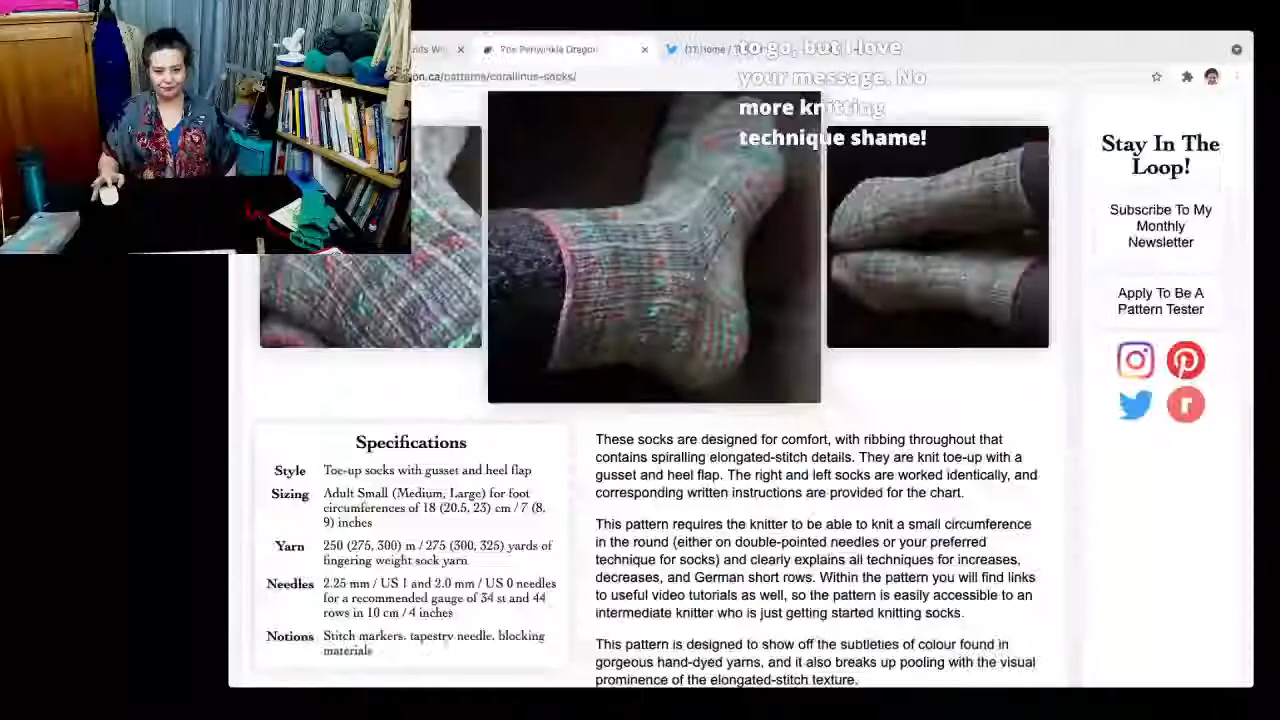 The Periwinkle Dragon
(1) Home /
on.ca/patterns/corallinus-socks/
to go, but I love
your message. No
more knitting
technique shame!
Stay In The
Loop!
Subscribe To My
Monthly
Newsletter
Apply To Be A
Pattern Tester
Specifications
Style Toe-up socks with gusset and heel flap
Sizing Adult Small (Medium, Large) for foot
circumferences of 18 (20.5, 23) cm / 7 (8,
9) inches
Yarn 250 (275, 300) m / 275 (300, 325) yards of
fingering weight sock yarn
Needles 2.25 mm / US 1 and 2.0 mm / US 0 needles
for a recommended gauge of 34 st and 44
rows in 10 cm / 4 inches
Notions Stitch markers, tapestry needle, blocking
materials
These socks are designed for comfort, with ribbing throughout that
contains spiralling elongated-stitch details. They are knit toe-up with a
gusset and heel flap. The right and left socks are worked identically, and
corresponding written instructions are provided for the chart.
This pattern requires the knitter to be able to knit a small circumference
in the round (either on double-pointed needles or your preferred
technique for socks) and clearly explains all techniques for increases,
decreases, and German short rows. Within the pattern you will find links
to useful video tutorials as well, so the pattern is easily accessible to an
intermediate knitter who is just getting started knitting socks.
This pattern is designed to show off the subtleties of colour found in
gorgeous hand-dyed yarns, and it also breaks up pooling with the visual
prominence of the elongated-stitch texture.